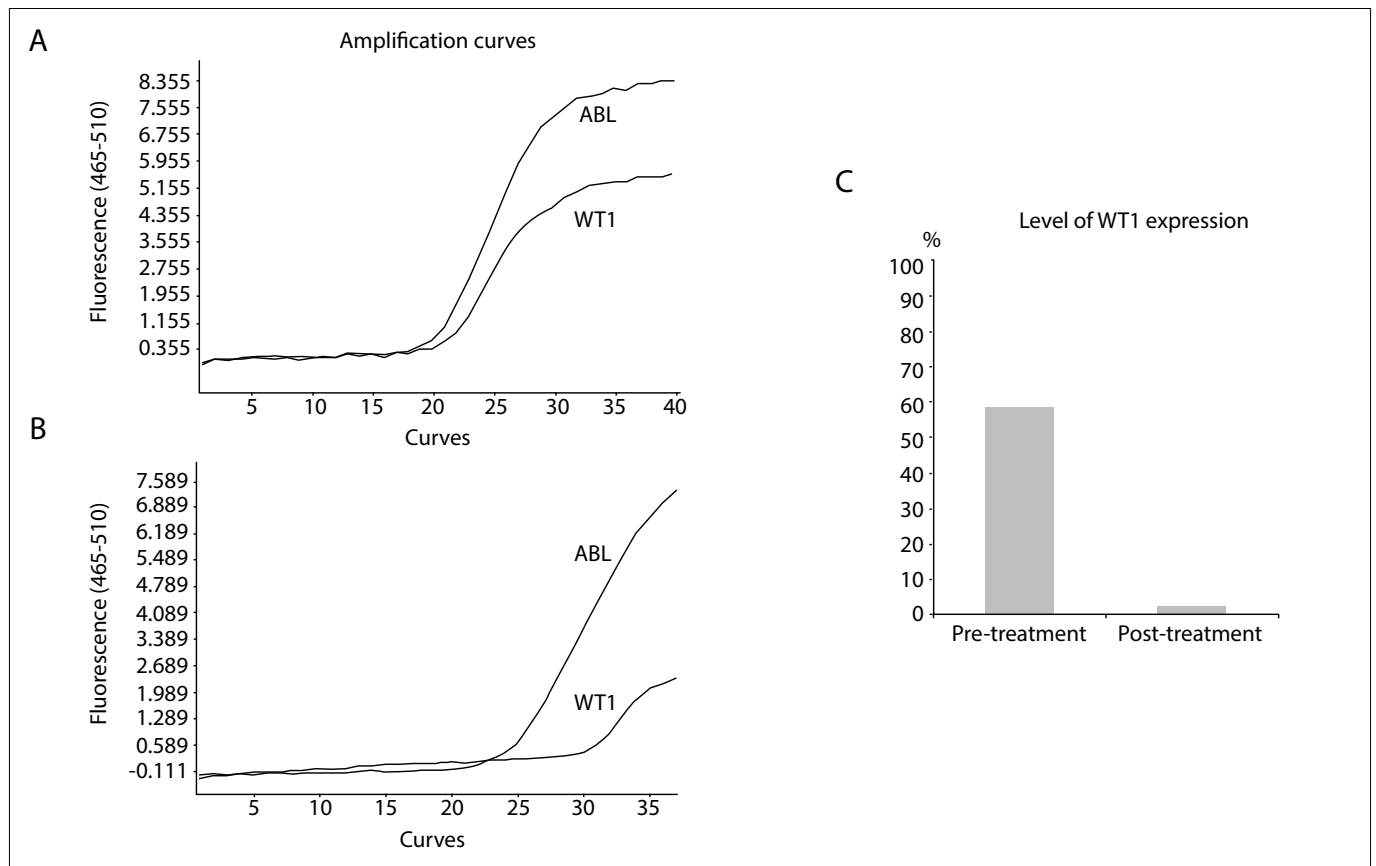 A
Amplification curves
Fluorescence (465-510)
8.355
7.555
6.755
5.955
5.155
4.355
3.555
2.755
1.955
1.155
0.355
ABL
WT1
5 10 15 20 25 30 35 40
Curves
B
Fluorescence (465-510)
7.589
6.889
6.189
5.489
4.789
4.089
3.389
2.689
1.989
1.289
0.589
-0.111
ABL
WT1
5 10 15 20 25 30 35
Curves
C
Level of WT1 expression
%
100
90
80
70
60
50
40
30
20
10
0
Pre-treatment Post-treatment